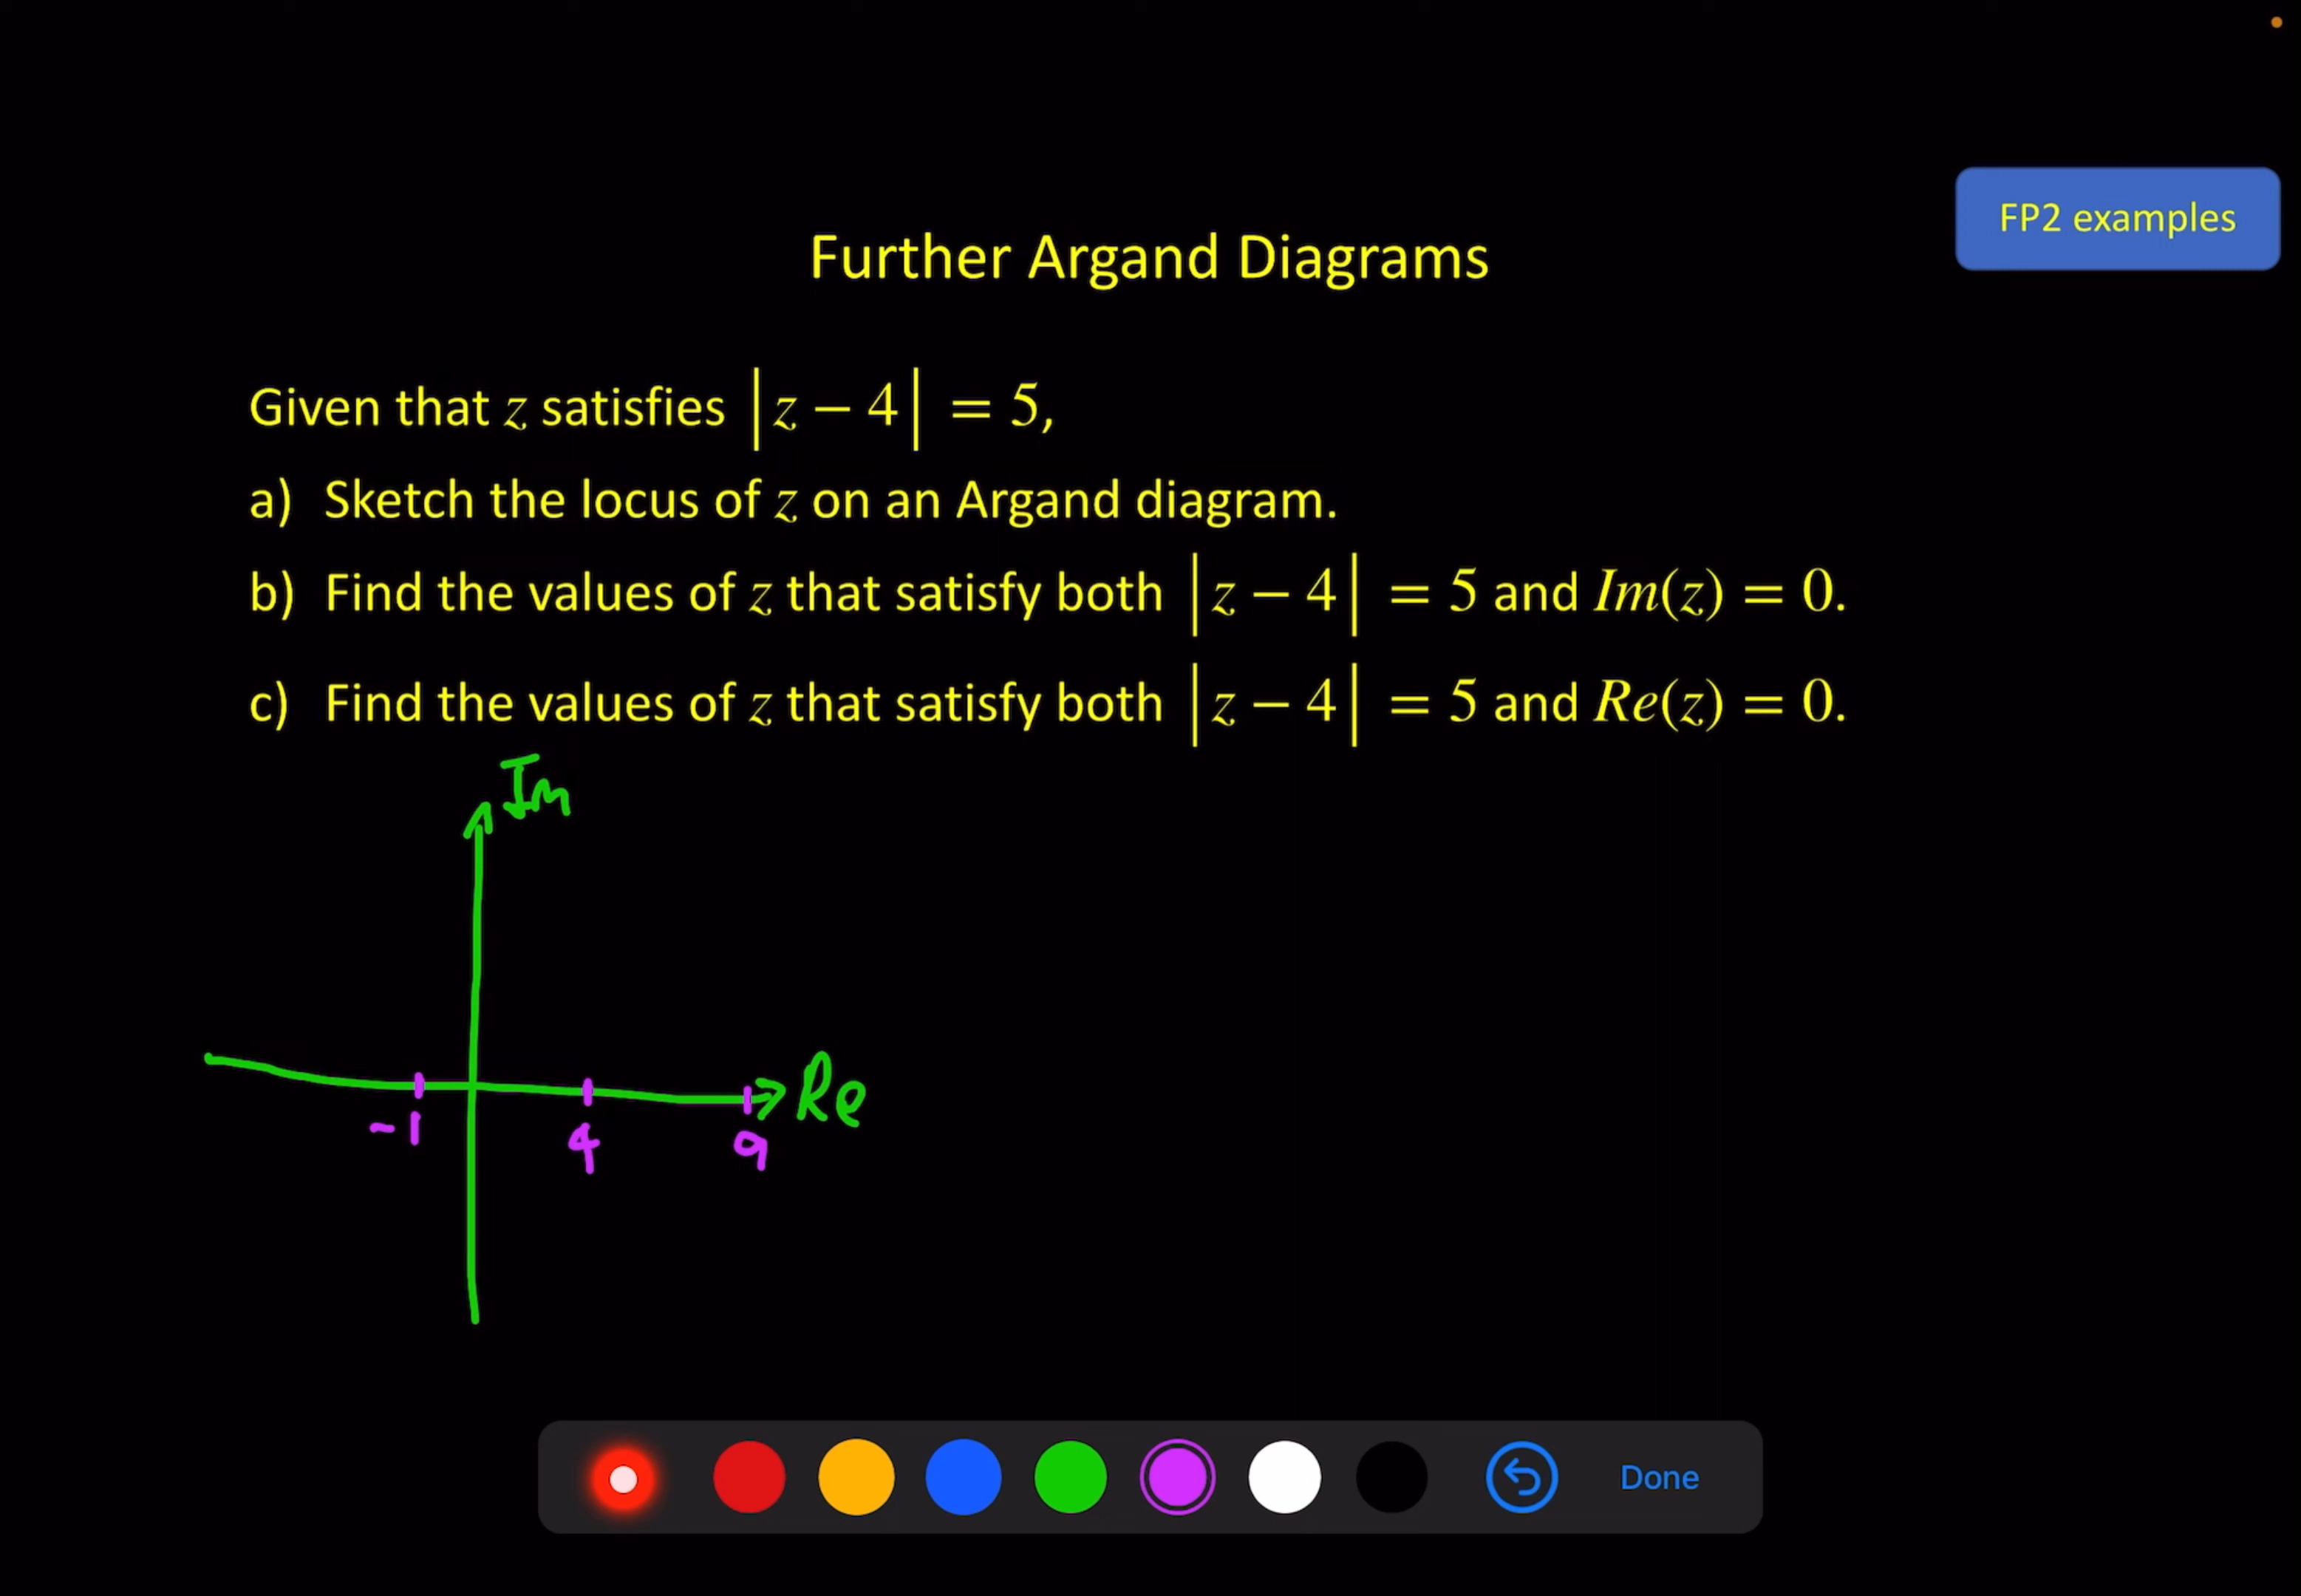 FP2 examples
Further Argand Diagrams
Given that z satisfies |z − 4| = 5,
a) Sketch the locus of z on an Argand diagram.
b) Find the values of z that satisfy both |z − 4| = 5 and Im(z) = 0.
c) Find the values of z that satisfy both |z − 4| = 5 and Re(z) = 0.
Im
Re
-1 4 9
Done